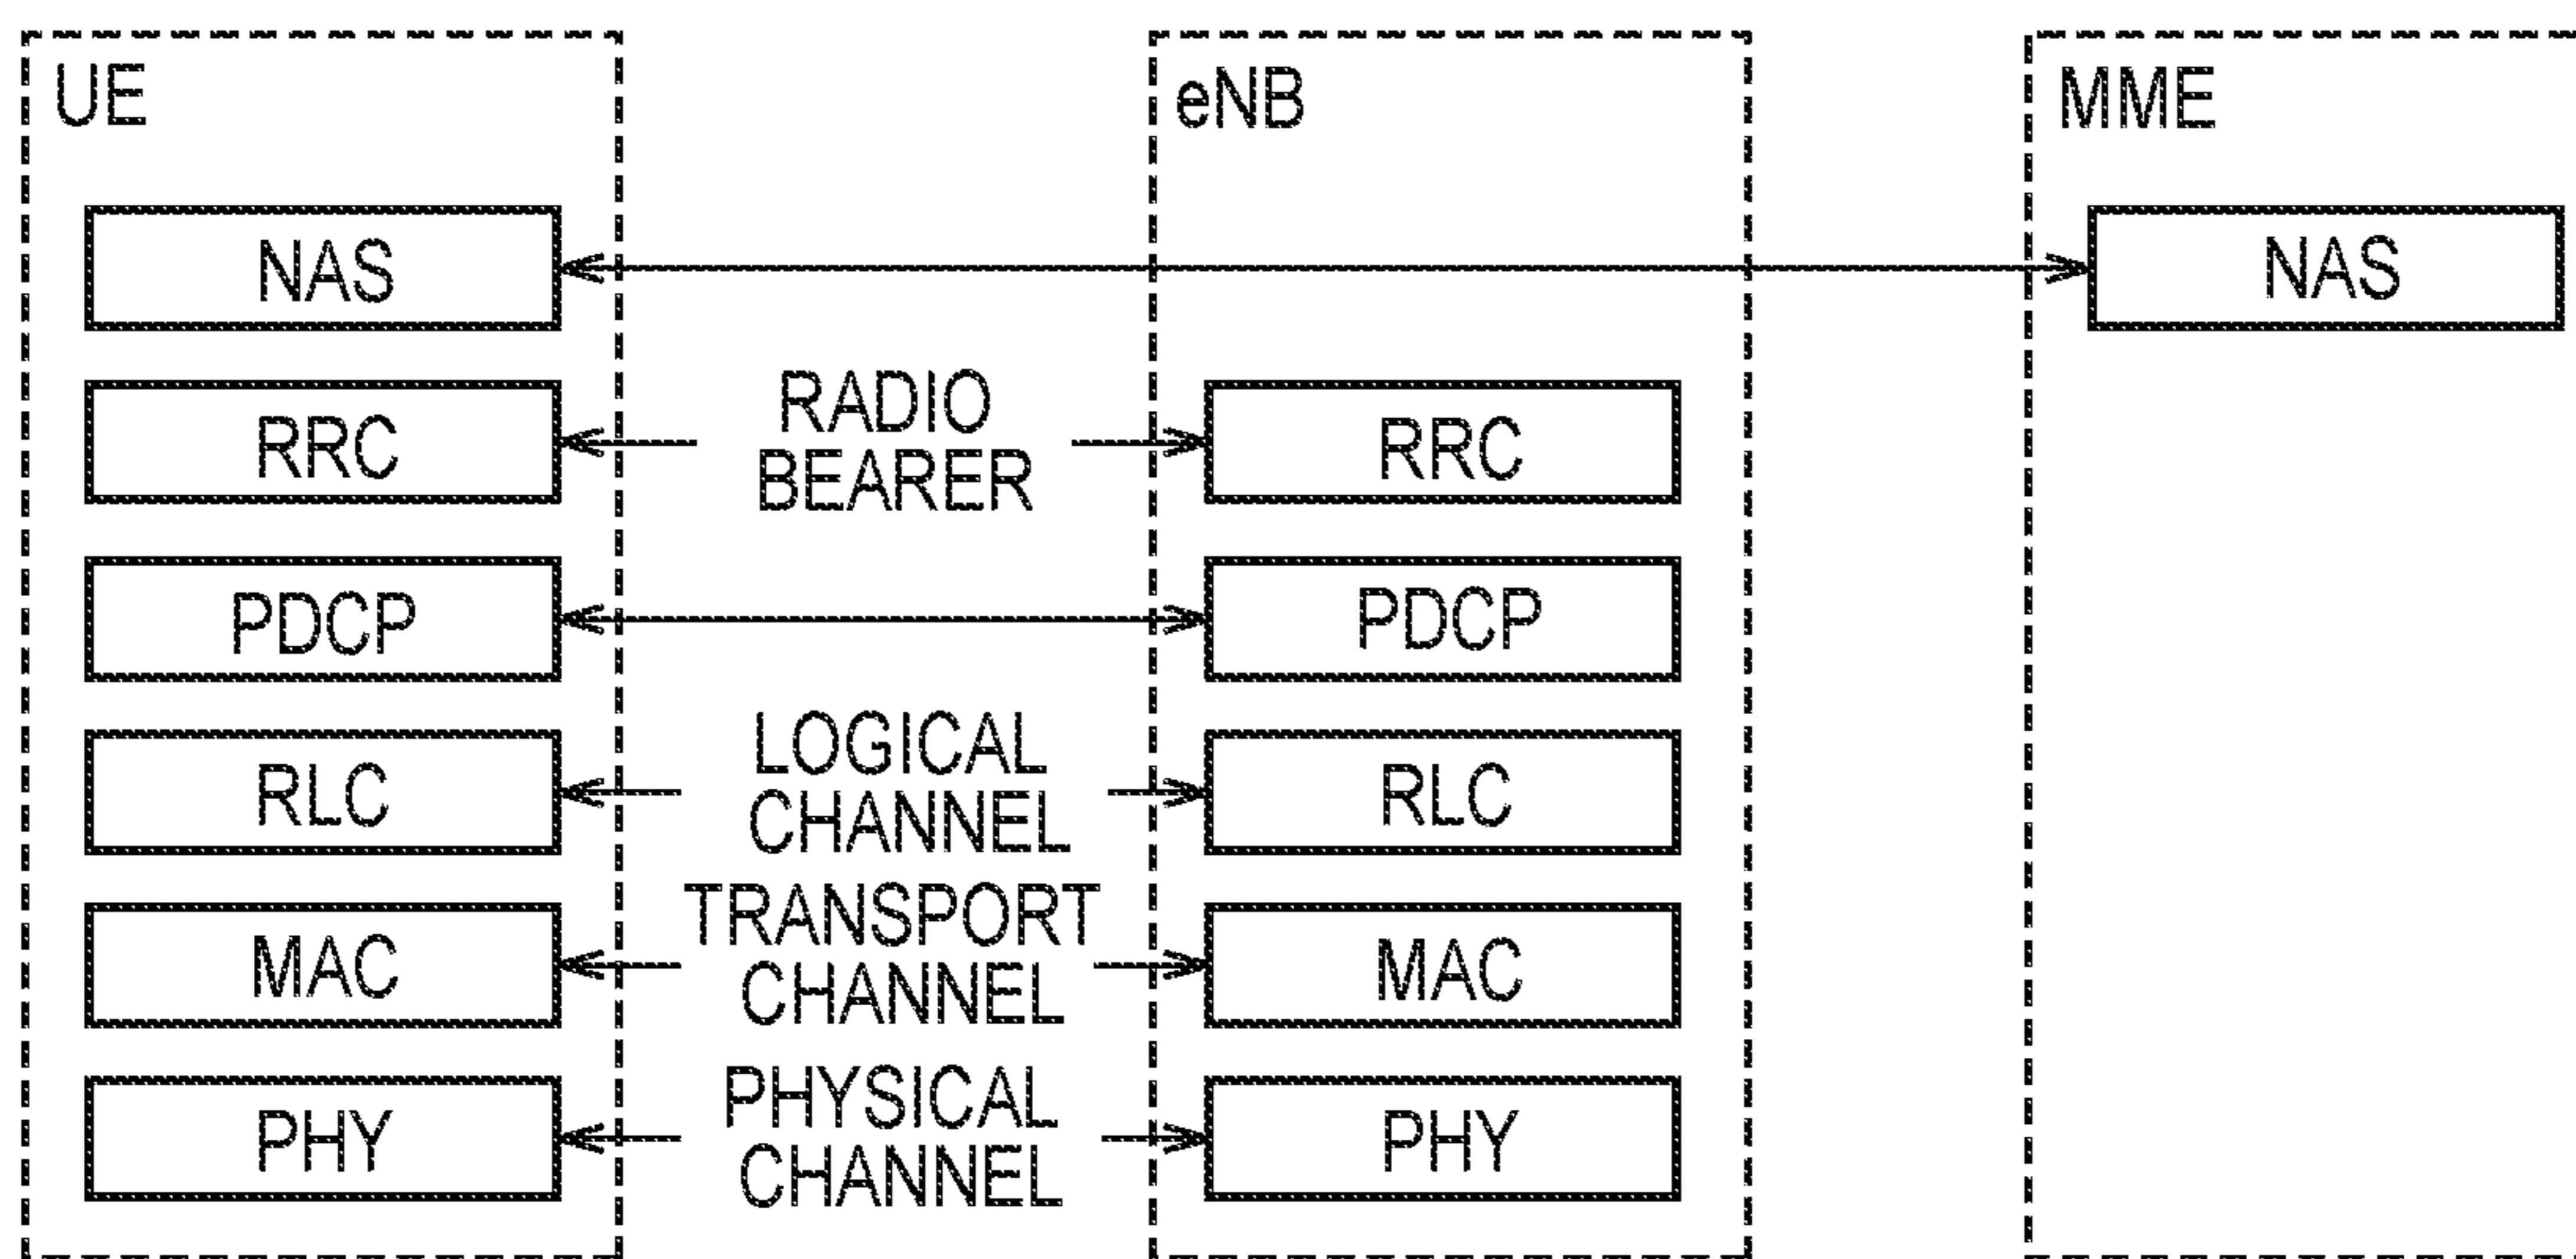 UE
eNB
MME
NAS
NAS
RRC
RADIO
BEARER
RRC
PDCP
PDCP
RLC
LOGICAL
CHANNEL
RLC
MAC
TRANSPORT
CHANNEL
MAC
PHY
PHYSICAL
CHANNEL
PHY